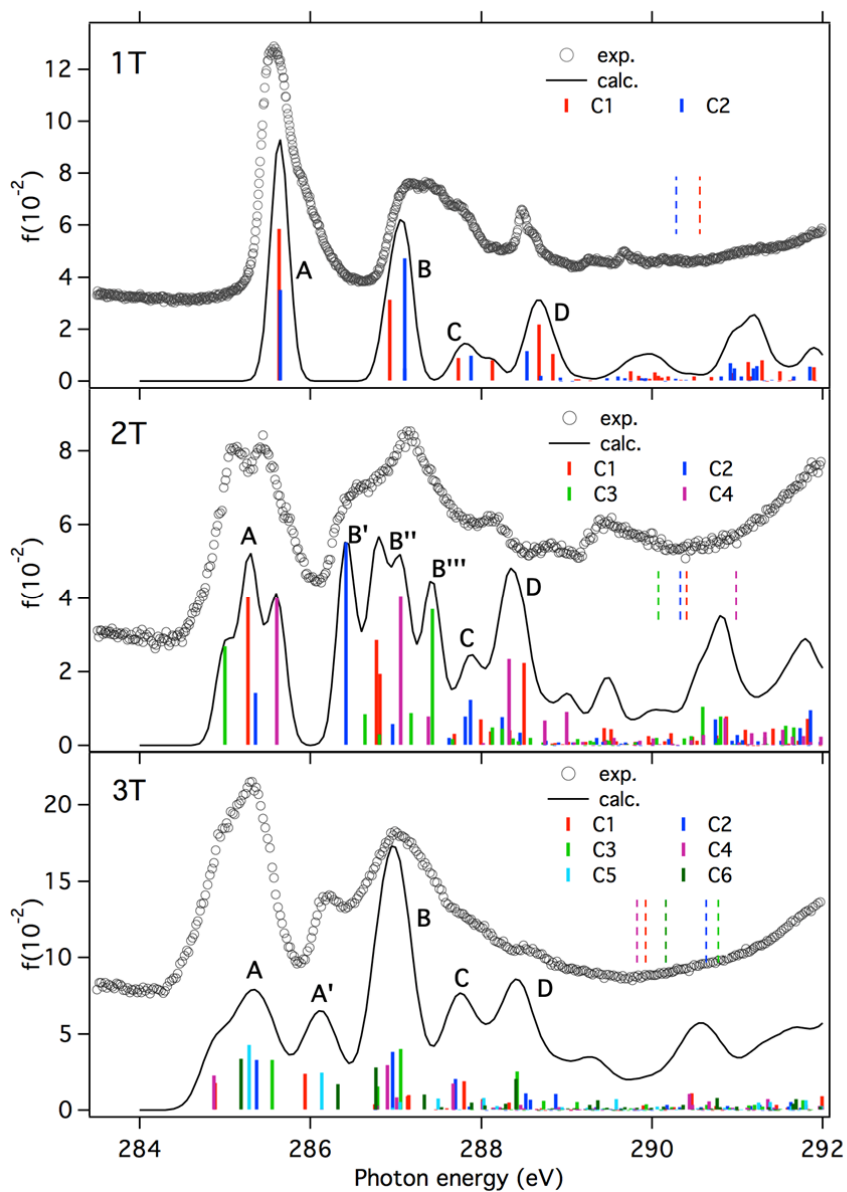 1T
exp.
calc.
C1 C2
f(10⁻²)
12
10
8
6
4
2
0
A
B
C
D
2T
exp.
calc.
C1 C2
C3 C4
f(10⁻²)
8
6
4
2
0
A
B'
B''
B'''
C
D
3T
exp.
calc.
C1 C2
C3 C4
C5 C6
f(10⁻²)
20
15
10
5
0
A
A'
B
C
D
284 286 288 290 292
Photon energy (eV)